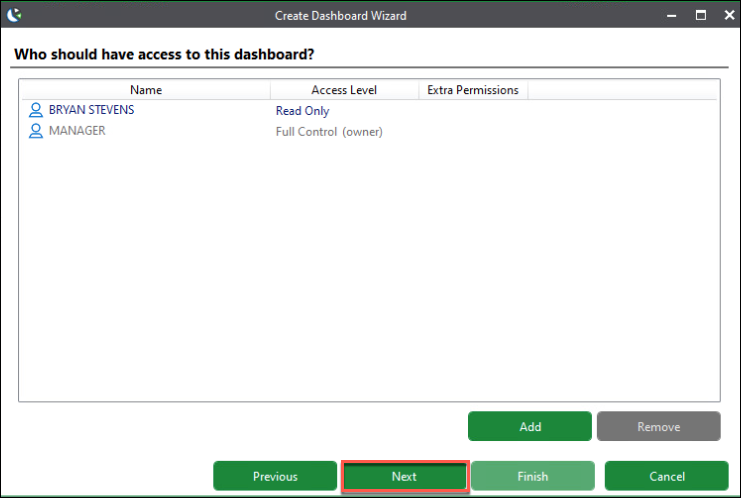 Create Dashboard Wizard
Who should have access to this dashboard?
Name Access Level Extra Permissions
BRYAN STEVENS Read Only
MANAGER Full Control (owner)
Add Remove
Previous Next Finish Cancel